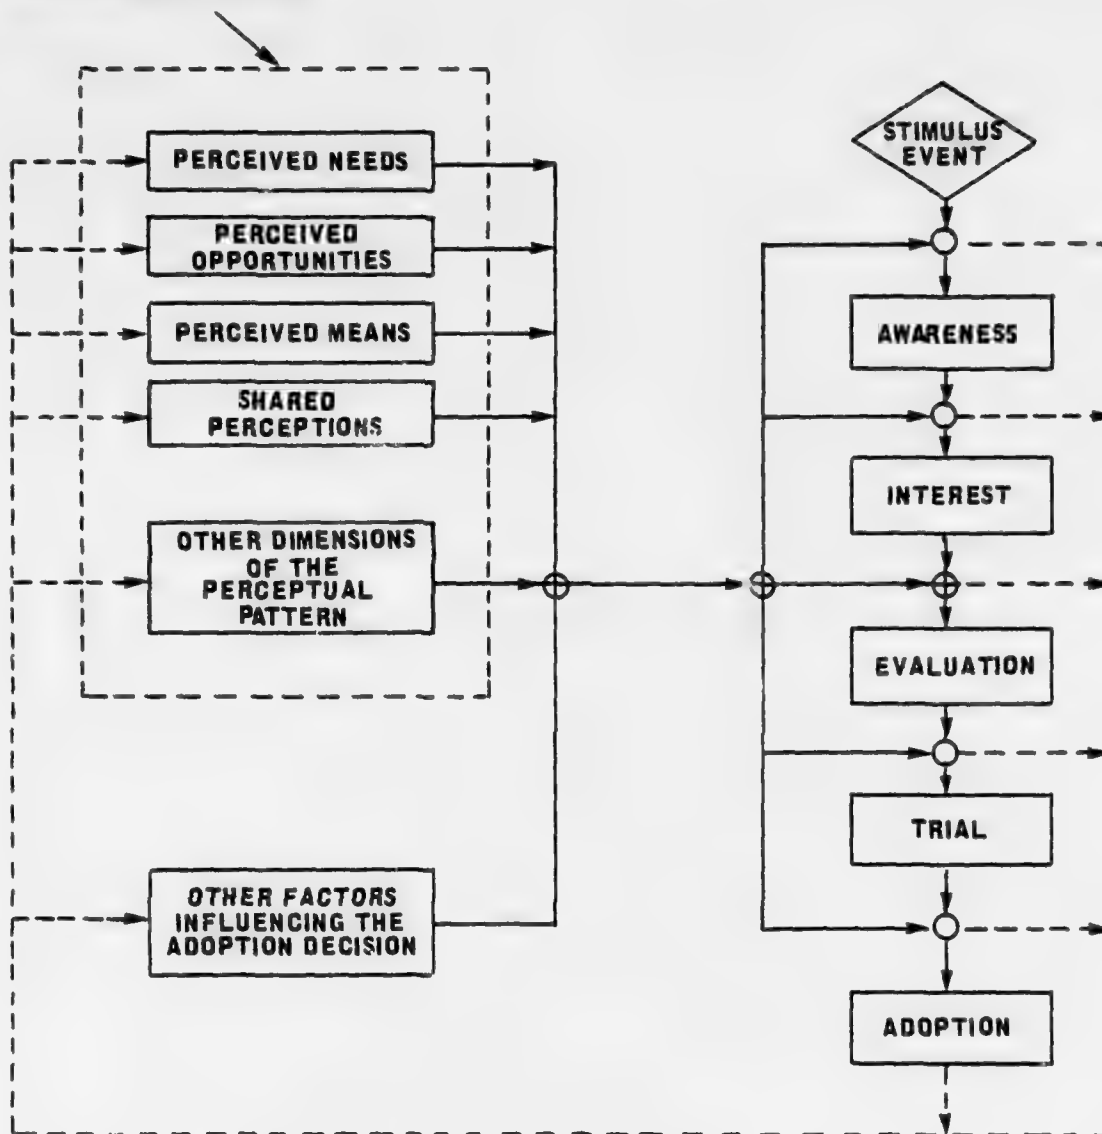 PERCEIVED NEEDS
PERCEIVED
OPPORTUNITIES
PERCEIVED MEANS
SHARED
PERCEPTIONS
OTHER DIMENSIONS
OF THE
PERCEPTUAL
PATTERN
OTHER FACTORS
INFLUENCING THE
ADOPTION DECISION
STIMULUS
EVENT
AWARENESS
INTEREST
EVALUATION
TRIAL
ADOPTION